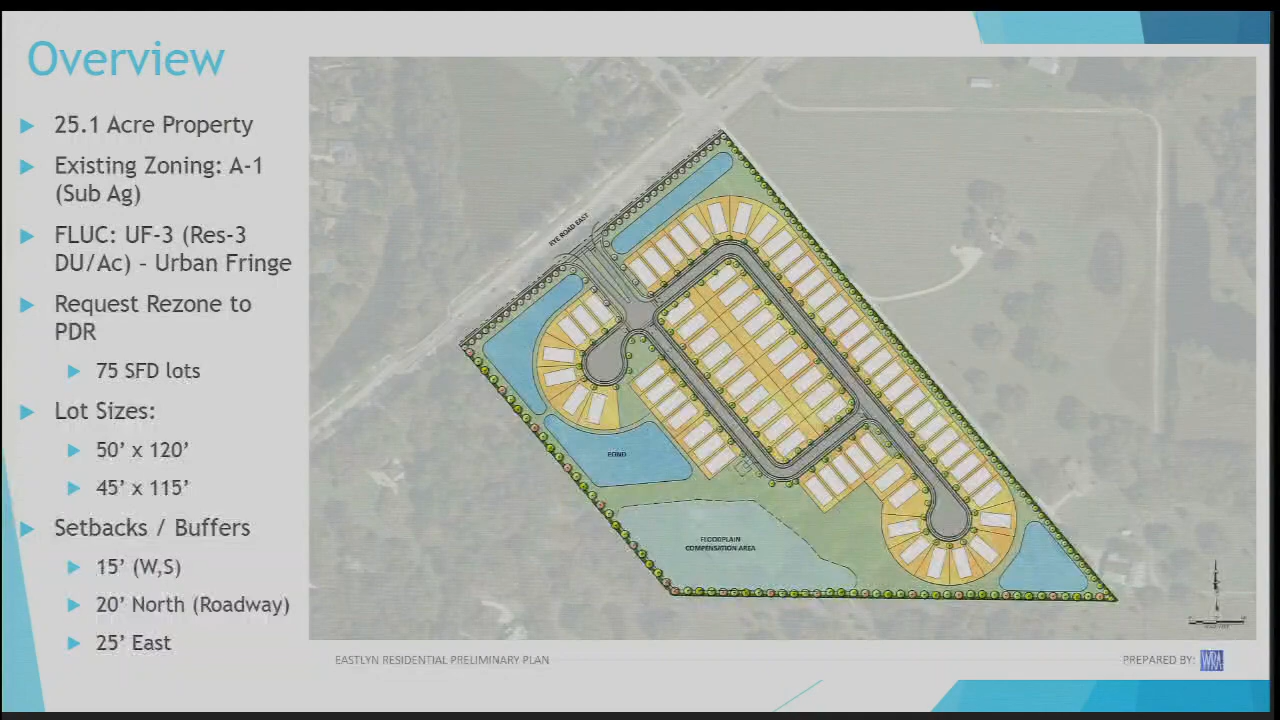 Overview
25.1 Acre Property
Existing Zoning: A-1
(Sub Ag)
FLUC: UF-3 (Res-3
DU/Ac) – Urban Fringe
Request Rezone to
PDR
75 SFD lots
Lot Sizes:
50’ x 120’
45’ x 115’
Setbacks / Buffers
15’ (W,S)
20’ North (Roadway)
25’ East
RYE ROAD EAST
POND
FLOODPLAIN
COMPENSATION AREA
EASTLYN RESIDENTIAL PRELIMINARY PLAN
PREPARED BY: WRA